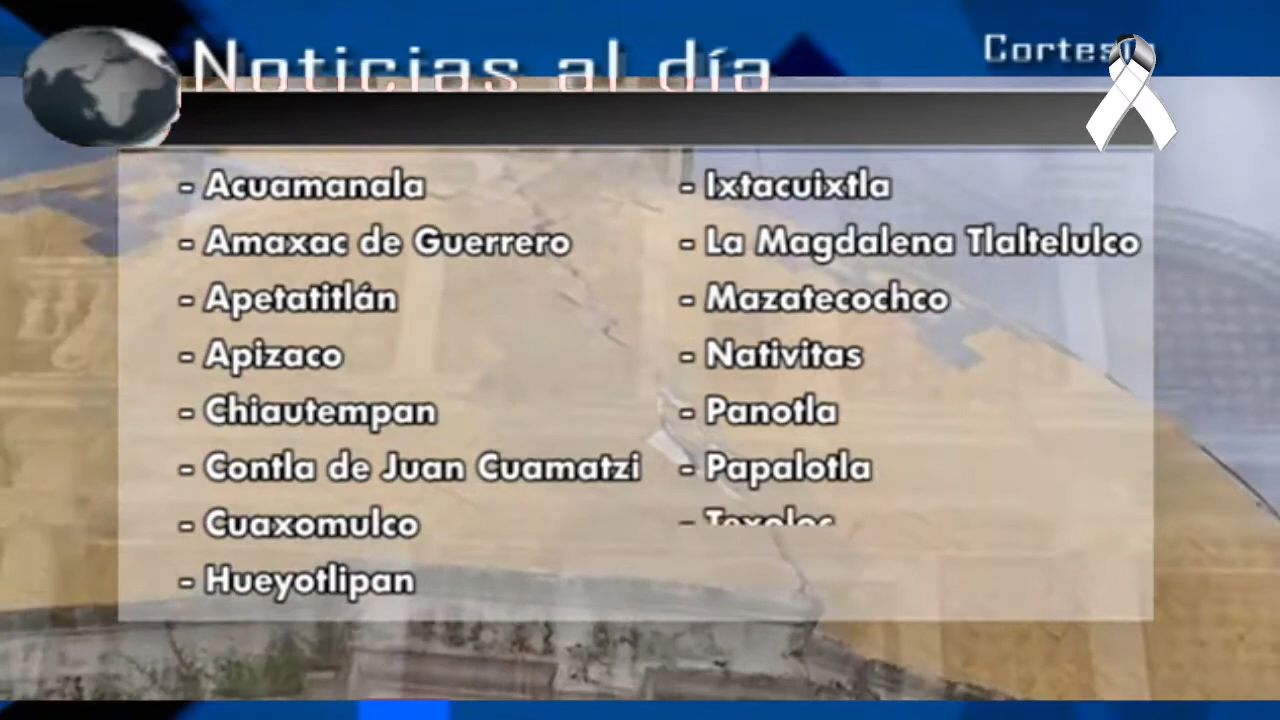 Noticias al día
- Acuamanala
- Amaxac de Guerrero
- Apetatitlán
- Apizaco
- Chiautempan
- Contla de Juan Cuamatzi
- Cuaxomulco
- Hueyotlipan
- Ixtacuixtla
- La Magdalena Tlaltelulco
- Mazatecochco
- Nativitas
- Panotla
- Papalotla